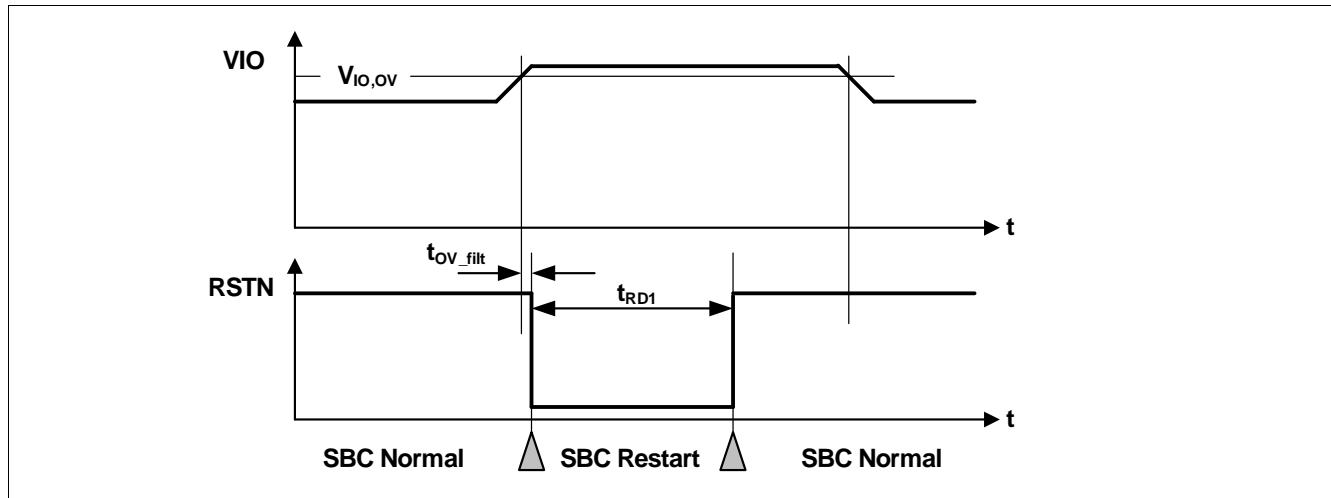 VIO
VIO,OV
t
tOV_filt
RSTN
tRD1
t
SBC Normal
SBC Restart
SBC Normal